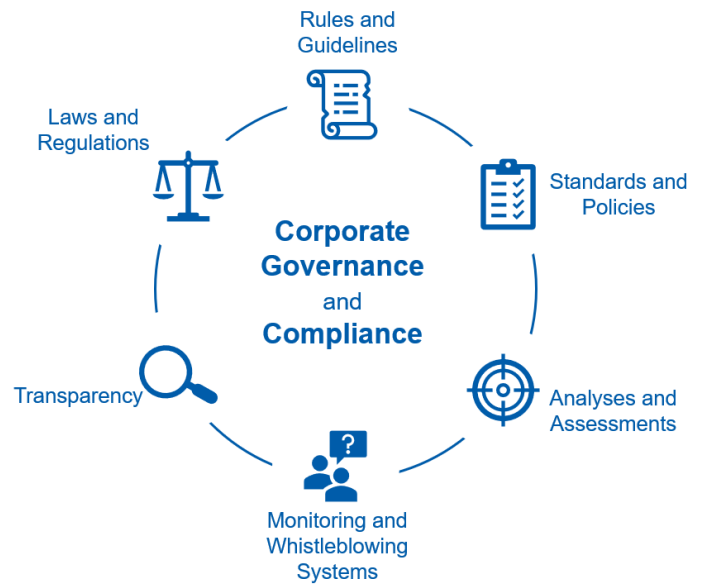 Rules and
Guidelines
Laws and
Regulations
Standards and
Policies
Corporate
Governance
and
Compliance
Transparency
Analyses and
Assessments
?
Monitoring and
Whistleblowing
Systems